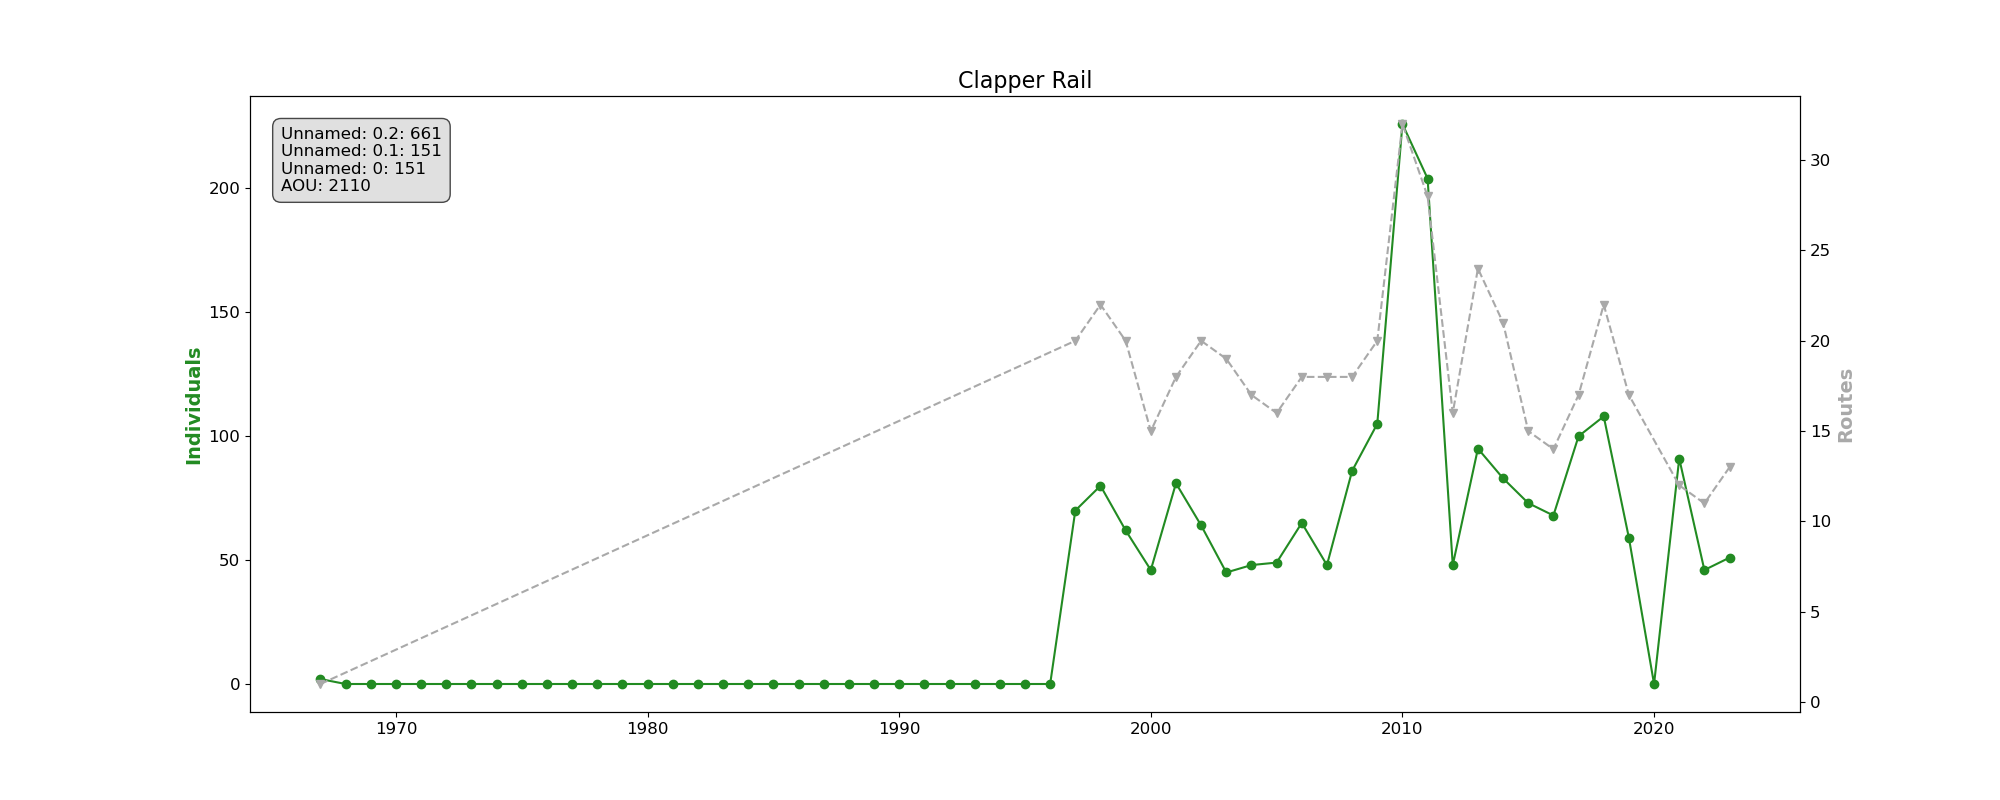 Clapper Rail
Unnamed: 0.2: 661
Unnamed: 0.1: 151
Unnamed: 0: 151
AOU: 2110
Individuals
200
150
100
50
0
30
25
20
15
10
5
0
Routes
1970 1980 1990 2000 2010 2020